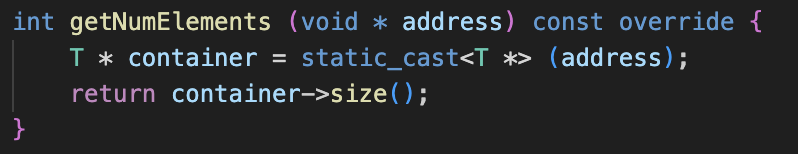 int getNumElements (void * address) const override {
    T * container = static_cast<T *> (address);
    return container->size();
}